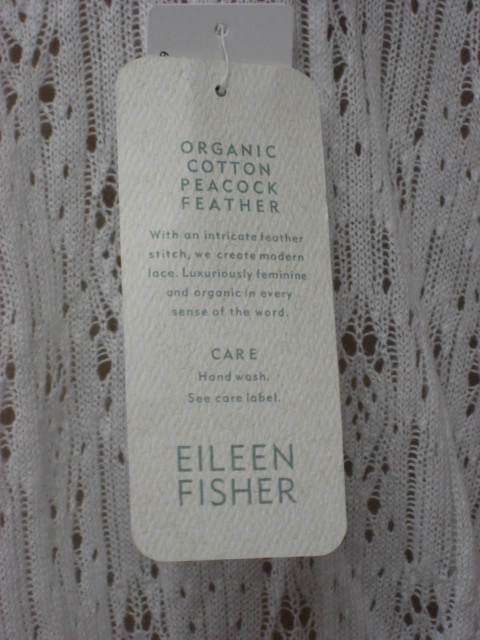 ORGANIC
COTTON
PEACOCK
FEATHER
With an intricate feather
stitch, we create modern
lace. Luxuriously feminine
and organic in every
sense of the word.
CARE
Hand wash.
See care label.
EILEEN
FISHER